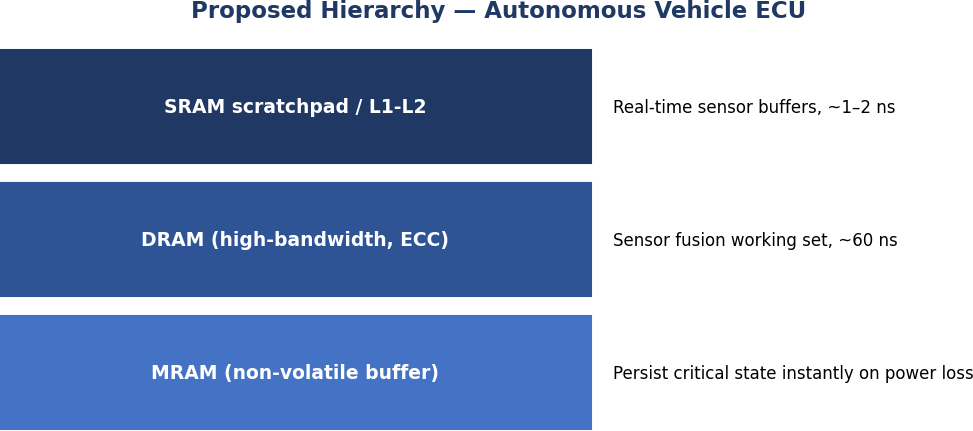 Proposed Hierarchy — Autonomous Vehicle ECU
SRAM scratchpad / L1-L2
Real-time sensor buffers, ~1–2 ns
DRAM (high-bandwidth, ECC)
Sensor fusion working set, ~60 ns
MRAM (non-volatile buffer)
Persist critical state instantly on power loss